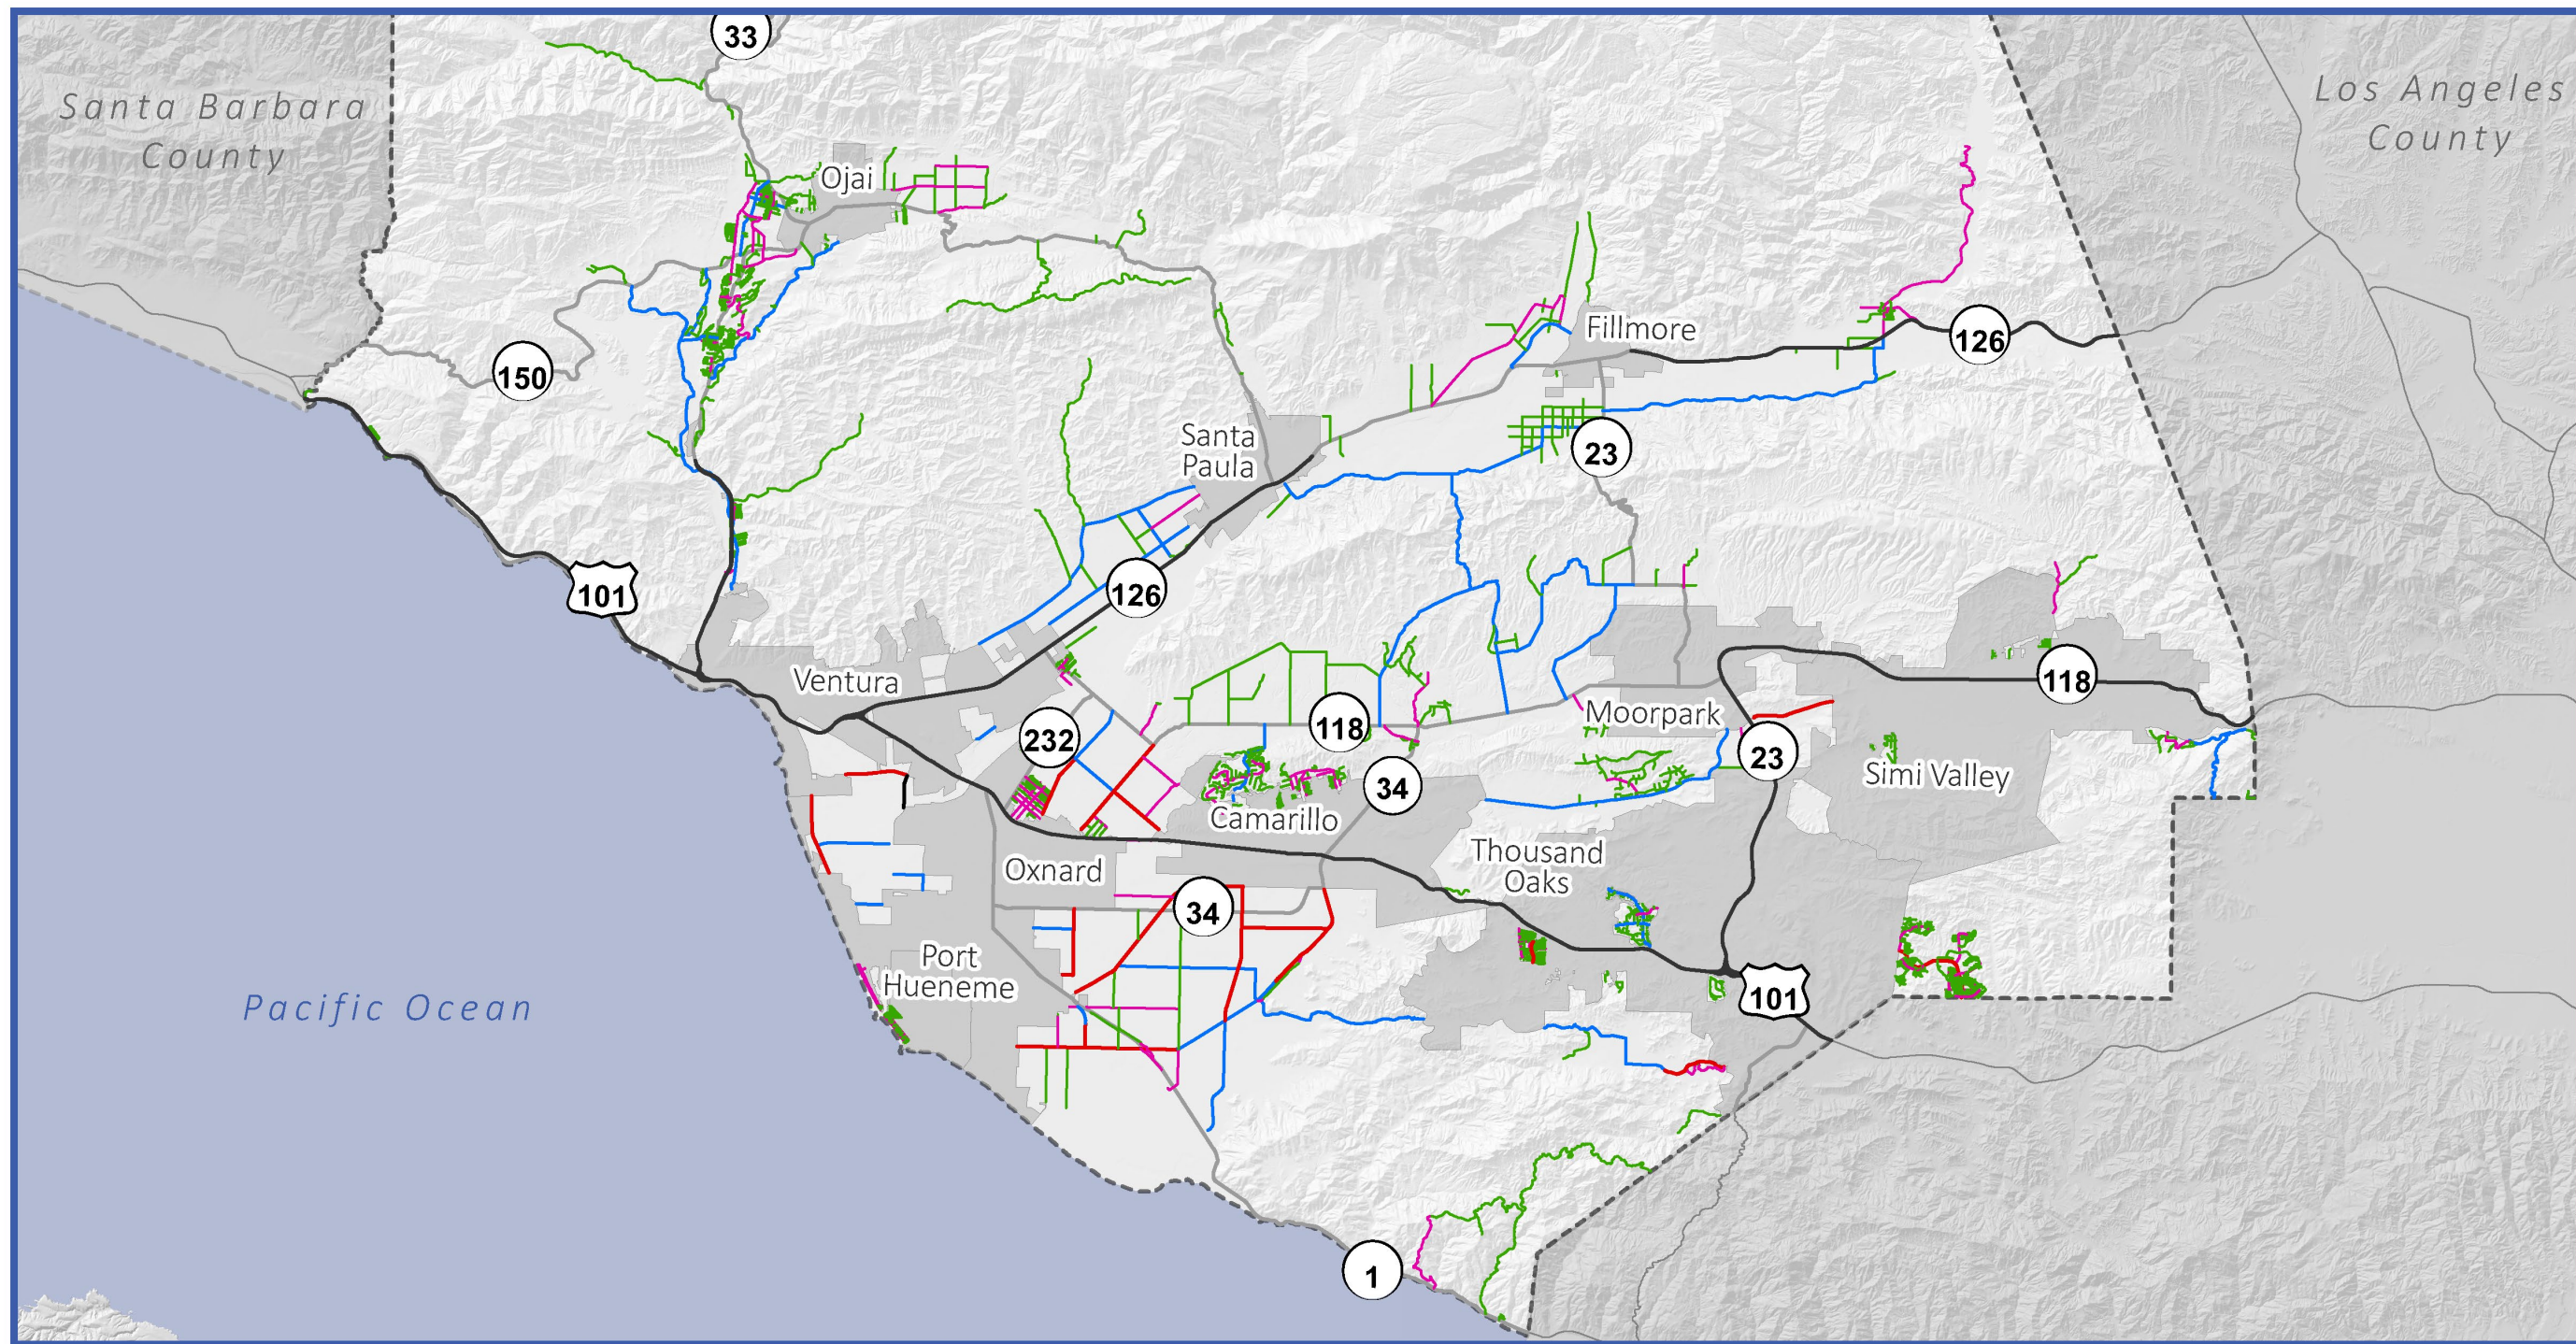 33
Santa Barbara
County
Los Angeles
County
Ojai
Fillmore
126
150
Santa
Paula
23
101
126
Ventura
118
232
118
Moorpark
23
34
Simi Valley
Camarillo
Oxnard
Thousand
Oaks
34
Port
Hueneme
101
Pacific Ocean
1